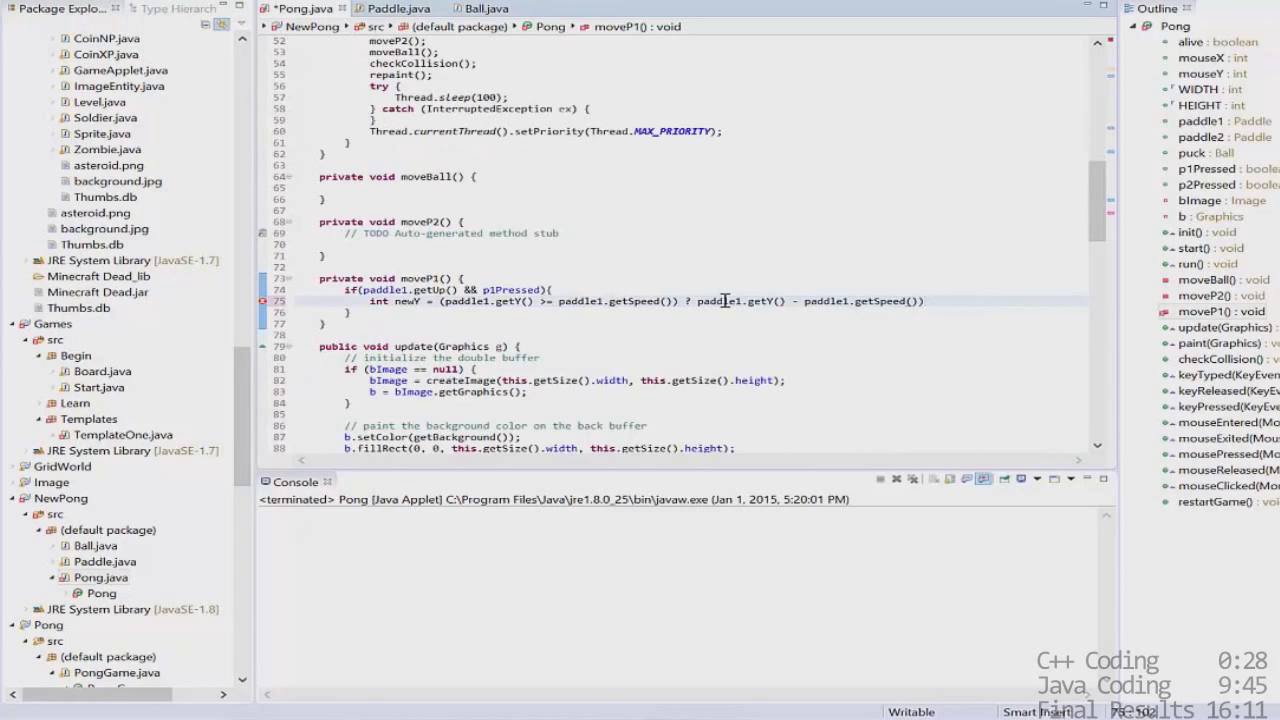 Package Explo...
Type Hierarch
*Pong.java
Paddle.java
Ball.java
Outline
NewPong
src
(default package)
Pong
moveP1() : void
CoinNP.java
CoinXP.java
GameApplet.java
ImageEntity.java
Level.java
Soldier.java
Sprite.java
Zombie.java
asteroid.png
background.jpg
Thumbs.db
asteroid.png
background.jpg
Thumbs.db
JRE System Library [JavaSE-1.7]
Minecraft Dead_lib
Minecraft Dead.jar
Thumbs.db
Games
src
Begin
Board.java
Start.java
Learn
Templates
TemplateOne.java
JRE System Library [JavaSE-1.7]
GridWorld
Image
NewPong
src
(default package)
Ball.java
Paddle.java
Pong.java
Pong
JRE System Library [JavaSE-1.8]
Pong
src
(default package)
PongGame.java
52 moveP2();
53 moveBall();
54 checkCollision();
55 repaint();
56 try {
57 Thread.sleep(100);
58 } catch (InterruptedException ex) {
59 }
60 Thread.currentThread().setPriority(Thread.MAX_PRIORITY);
61 }
62 }
63
64 private void moveBall() {
65
66 }
67
68 private void moveP2() {
69 // TODO Auto-generated method stub
70
71 }
72
73 private void moveP1() {
74 if(paddle1.getUp() && p1Pressed){
75 int newY = (paddle1.getY() >= paddle1.getSpeed()) ? paddle1.getY() - paddle1.getSpeed())
76 }
77 }
78
79 public void update(Graphics g) {
80 // initialize the double buffer
81 if (bImage == null) {
82 bImage = createImage(this.getSize().width, this.getSize().height);
83 b = bImage.getGraphics();
84 }
85
86 // paint the background color on the back buffer
87 b.setColor(getBackground());
88 b.fillRect(0, 0, this.getSize().width, this.getSize().height);
Console
<terminated> Pong [Java Applet] C:\Program Files\Java\jre1.8.0_25\bin\javaw.exe (Jan 1, 2015, 5:20:01 PM)
Pong
alive : boolean
mouseX : int
mouseY : int
WIDTH : int
HEIGHT : int
paddle1 : Paddle
paddle2 : Paddle
puck : Ball
p1Pressed : boolean
p2Pressed : boolean
bImage : Image
b : Graphics
init() : void
start() : void
run() : void
moveBall() : void
moveP2() : void
moveP1() : void
update(Graphics)
paint(Graphics) :
checkCollision() :
keyTyped(KeyEven
keyReleased(KeyE
keyPressed(KeyEv
mouseEntered(Mo
mouseExited(Mou
mousePressed(Mo
mouseReleased(M
mouseClicked(Mo
restartGame() : vo
C++ Coding 0:28
Java Coding 9:45
Final Results 16:11
Writable
Smart Insert
75 : 102